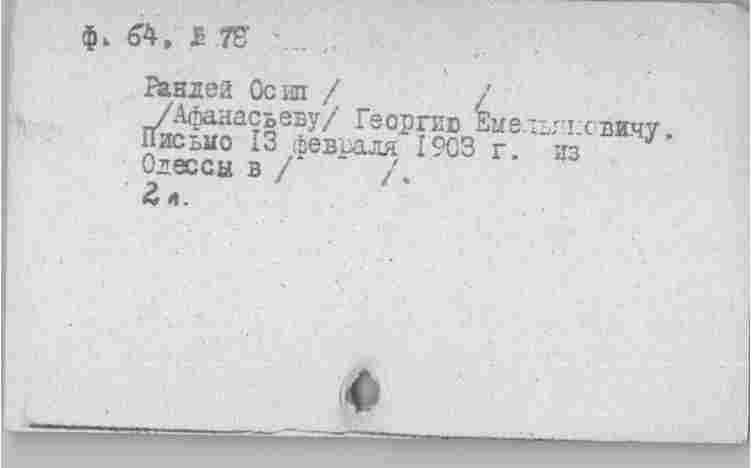 ф. 64, № 78
Рандей Осип /          /
/Афанасьеву/ Георгию Емельяновичу.
Письмо 13 февраля 1903 г.  из
Одессы в /          /.
2 л.